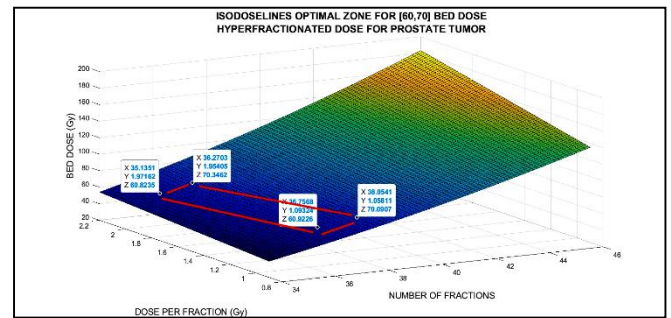 ISODOSELINES OPTIMAL ZONE FOR [60,70] BED DOSE
HYPERFRACTIONATED DOSE FOR PROSTATE TUMOR
BED DOSE (Gy)
200
180
160
140
120
100
80
60
40
20
X 35.1351
Y 1.97162
Z 60.8235
X 36.2703
Y 1.95405
Z 70.3462
X 36.7568
Y 1.09324
Z 60.9226
X 38.0541
Y 1.05811
Z 70.0907
2.2
2
1.8
1.6
1.4
1.2
1
0.8
DOSE PER FRACTION (Gy)
34
36
38
40
42
44
46
NUMBER OF FRACTIONS